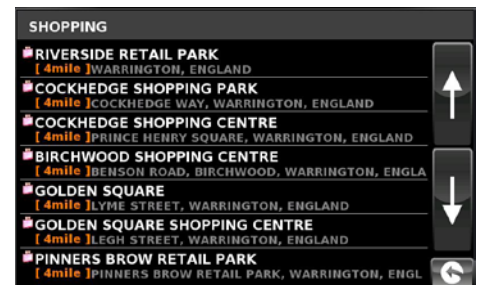 SHOPPING
RIVERSIDE RETAIL PARK
[ 4mile ]WARRINGTON, ENGLAND
COCKHEDGE SHOPPING PARK
[ 4mile ]COCKHEDGE WAY, WARRINGTON, ENGLAND
COCKHEDGE SHOPPING CENTRE
[ 4mile ]PRINCE HENRY SQUARE, WARRINGTON, ENGLAND
BIRCHWOOD SHOPPING CENTRE
[ 4mile ]BENSON ROAD, BIRCHWOOD, WARRINGTON, ENGLA
GOLDEN SQUARE
[ 4mile ]LYME STREET, WARRINGTON, ENGLAND
GOLDEN SQUARE SHOPPING CENTRE
[ 4mile ]LEGH STREET, WARRINGTON, ENGLAND
PINNERS BROW RETAIL PARK
[ 4mile ]PINNERS BROW RETAIL PARK, WARRINGTON, ENGL